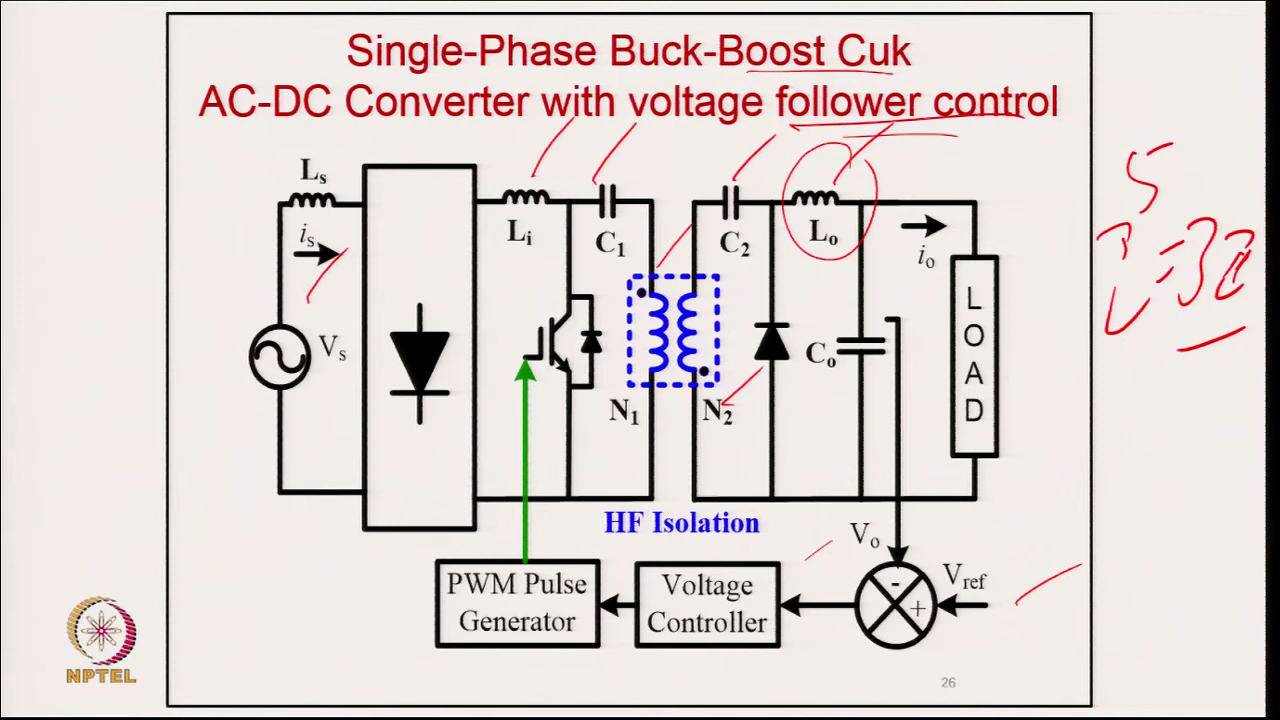 Single-Phase Buck-Boost Cuk
AC-DC Converter with voltage follower control
Ls
is
Vs
Li
C1
C2
Lo
io
N1
N2
Co
LOAD
HF Isolation
PWM Pulse
Generator
Voltage
Controller
Vo
-
+
Vref
5
NPTEL
26